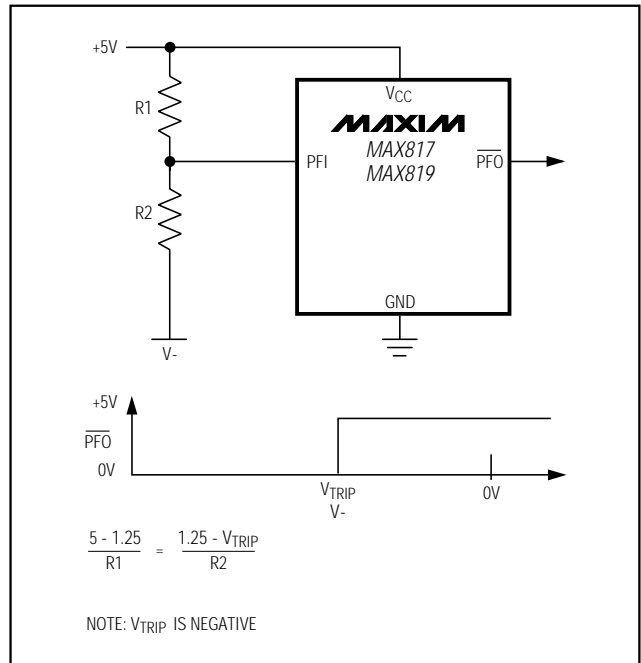 +5V
R1
R2
V-
VCC
MAXIM
MAX817
MAX819
PFI
PFO
GND
+5V
PFO
0V
VTRIP
V-
0V
5 - 1.25 / R1 = 1.25 - VTRIP / R2
NOTE: VTRIP IS NEGATIVE